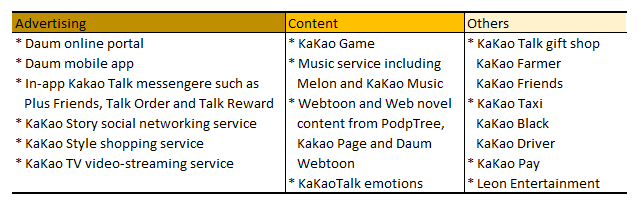 Advertising
* Daum online portal
* Daum mobile app
* In-app Kakao Talk messengere such as
Plus Friends, Talk Order and Talk Reward
* KaKao Story social networking service
* KaKao Style shopping service
* KaKao TV video-streaming service
Content
* KaKao Game
* Music service including
Melon and KaKao Music
* Webtoon and Web novel
content from PodpTree,
Kakao Page and Daum
Webtoon
* KaKaoTalk emotions
Others
* KaKao Talk gift shop
KaKao Farmer
KaKao Friends
* KaKao Taxi
KaKao Black
KaKao Driver
* KaKao Pay
* Leon Entertainment